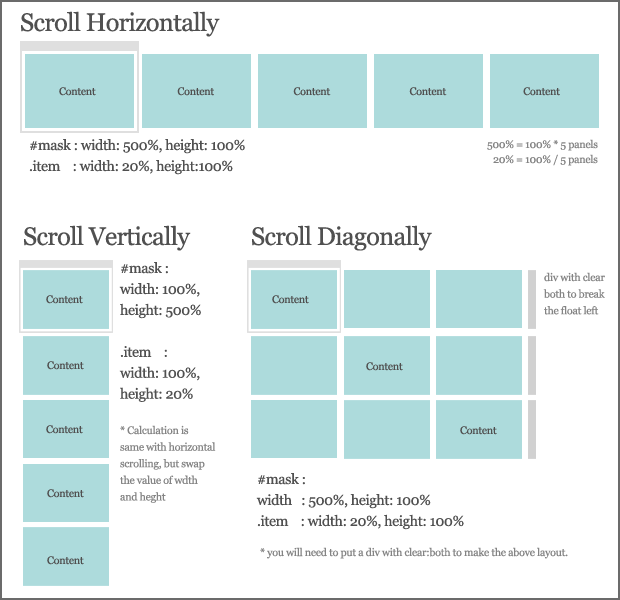 Scroll Horizontally
Content Content Content Content Content
#mask : width: 500%, height: 100%
.item : width: 20%, height:100%
500% = 100% * 5 panels
20% = 100% / 5 panels
Scroll Vertically
Content
Content
Content
Content
Content
#mask :
width: 100%,
height: 500%
.item :
width: 100%,
height: 20%
* Calculation is
same with horizontal
scrolling, but swap
the value of wdth
and heght
Scroll Diagonally
Content
Content
Content
div with clear
both to break
the float left
#mask :
width : 500%, height: 100%
.item : width: 20%, height: 100%
* you will need to put a div with clear:both to make the above layout.